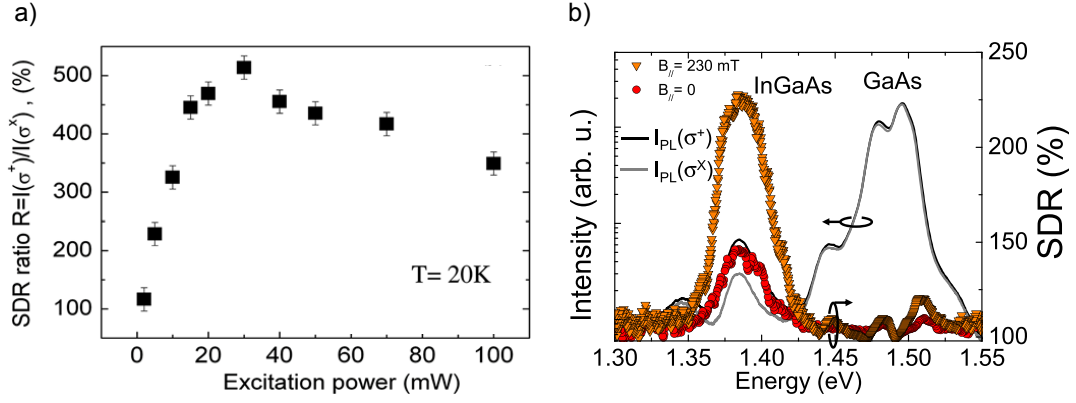 a)
SDR ratio R=I(σ⁺)/I(σˣ) , (%)
500
400
300
200
100
T= 20K
0
20
40
60
80
100
Excitation power (mW)
b)
B// = 230 mT
B// = 0
InGaAs
GaAs
I_PL(σ⁺)
I_PL(σˣ)
Intensity (arb. u.)
250
200
150
100
SDR (%)
1.30
1.35
1.40
1.45
1.50
1.55
Energy (eV)